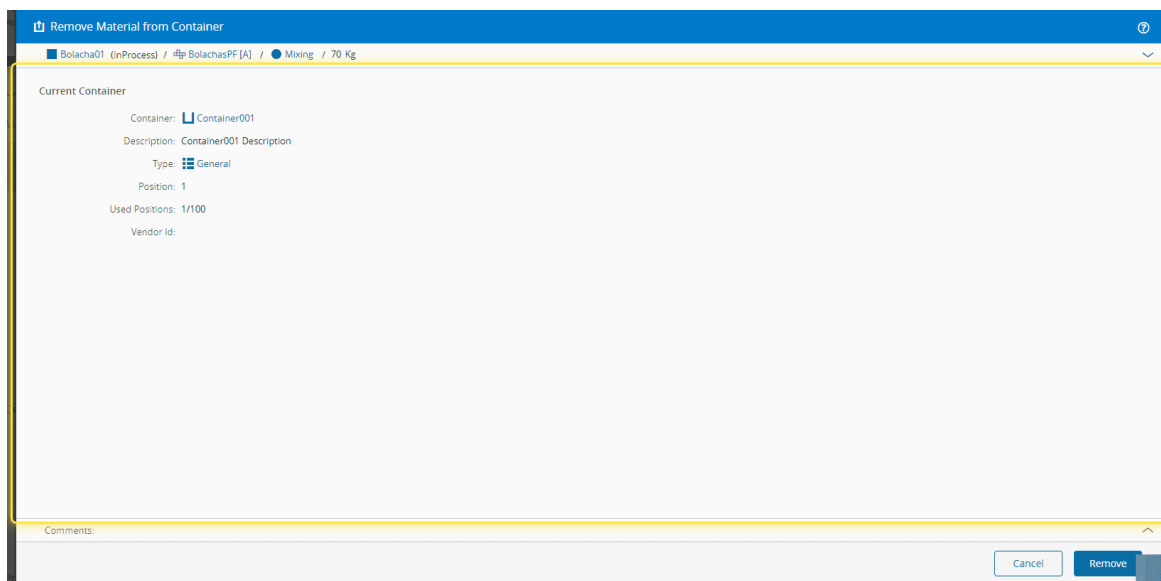 Remove Material from Container
Bolacha01 (InProcess) / BolachasPF [A] / Mixing / 70 Kg
Current Container
Container: Container001
Description: Container001 Description
Type: General
Position: 1
Used Positions: 1/100
Vendor Id:
Comments:
Cancel Remove